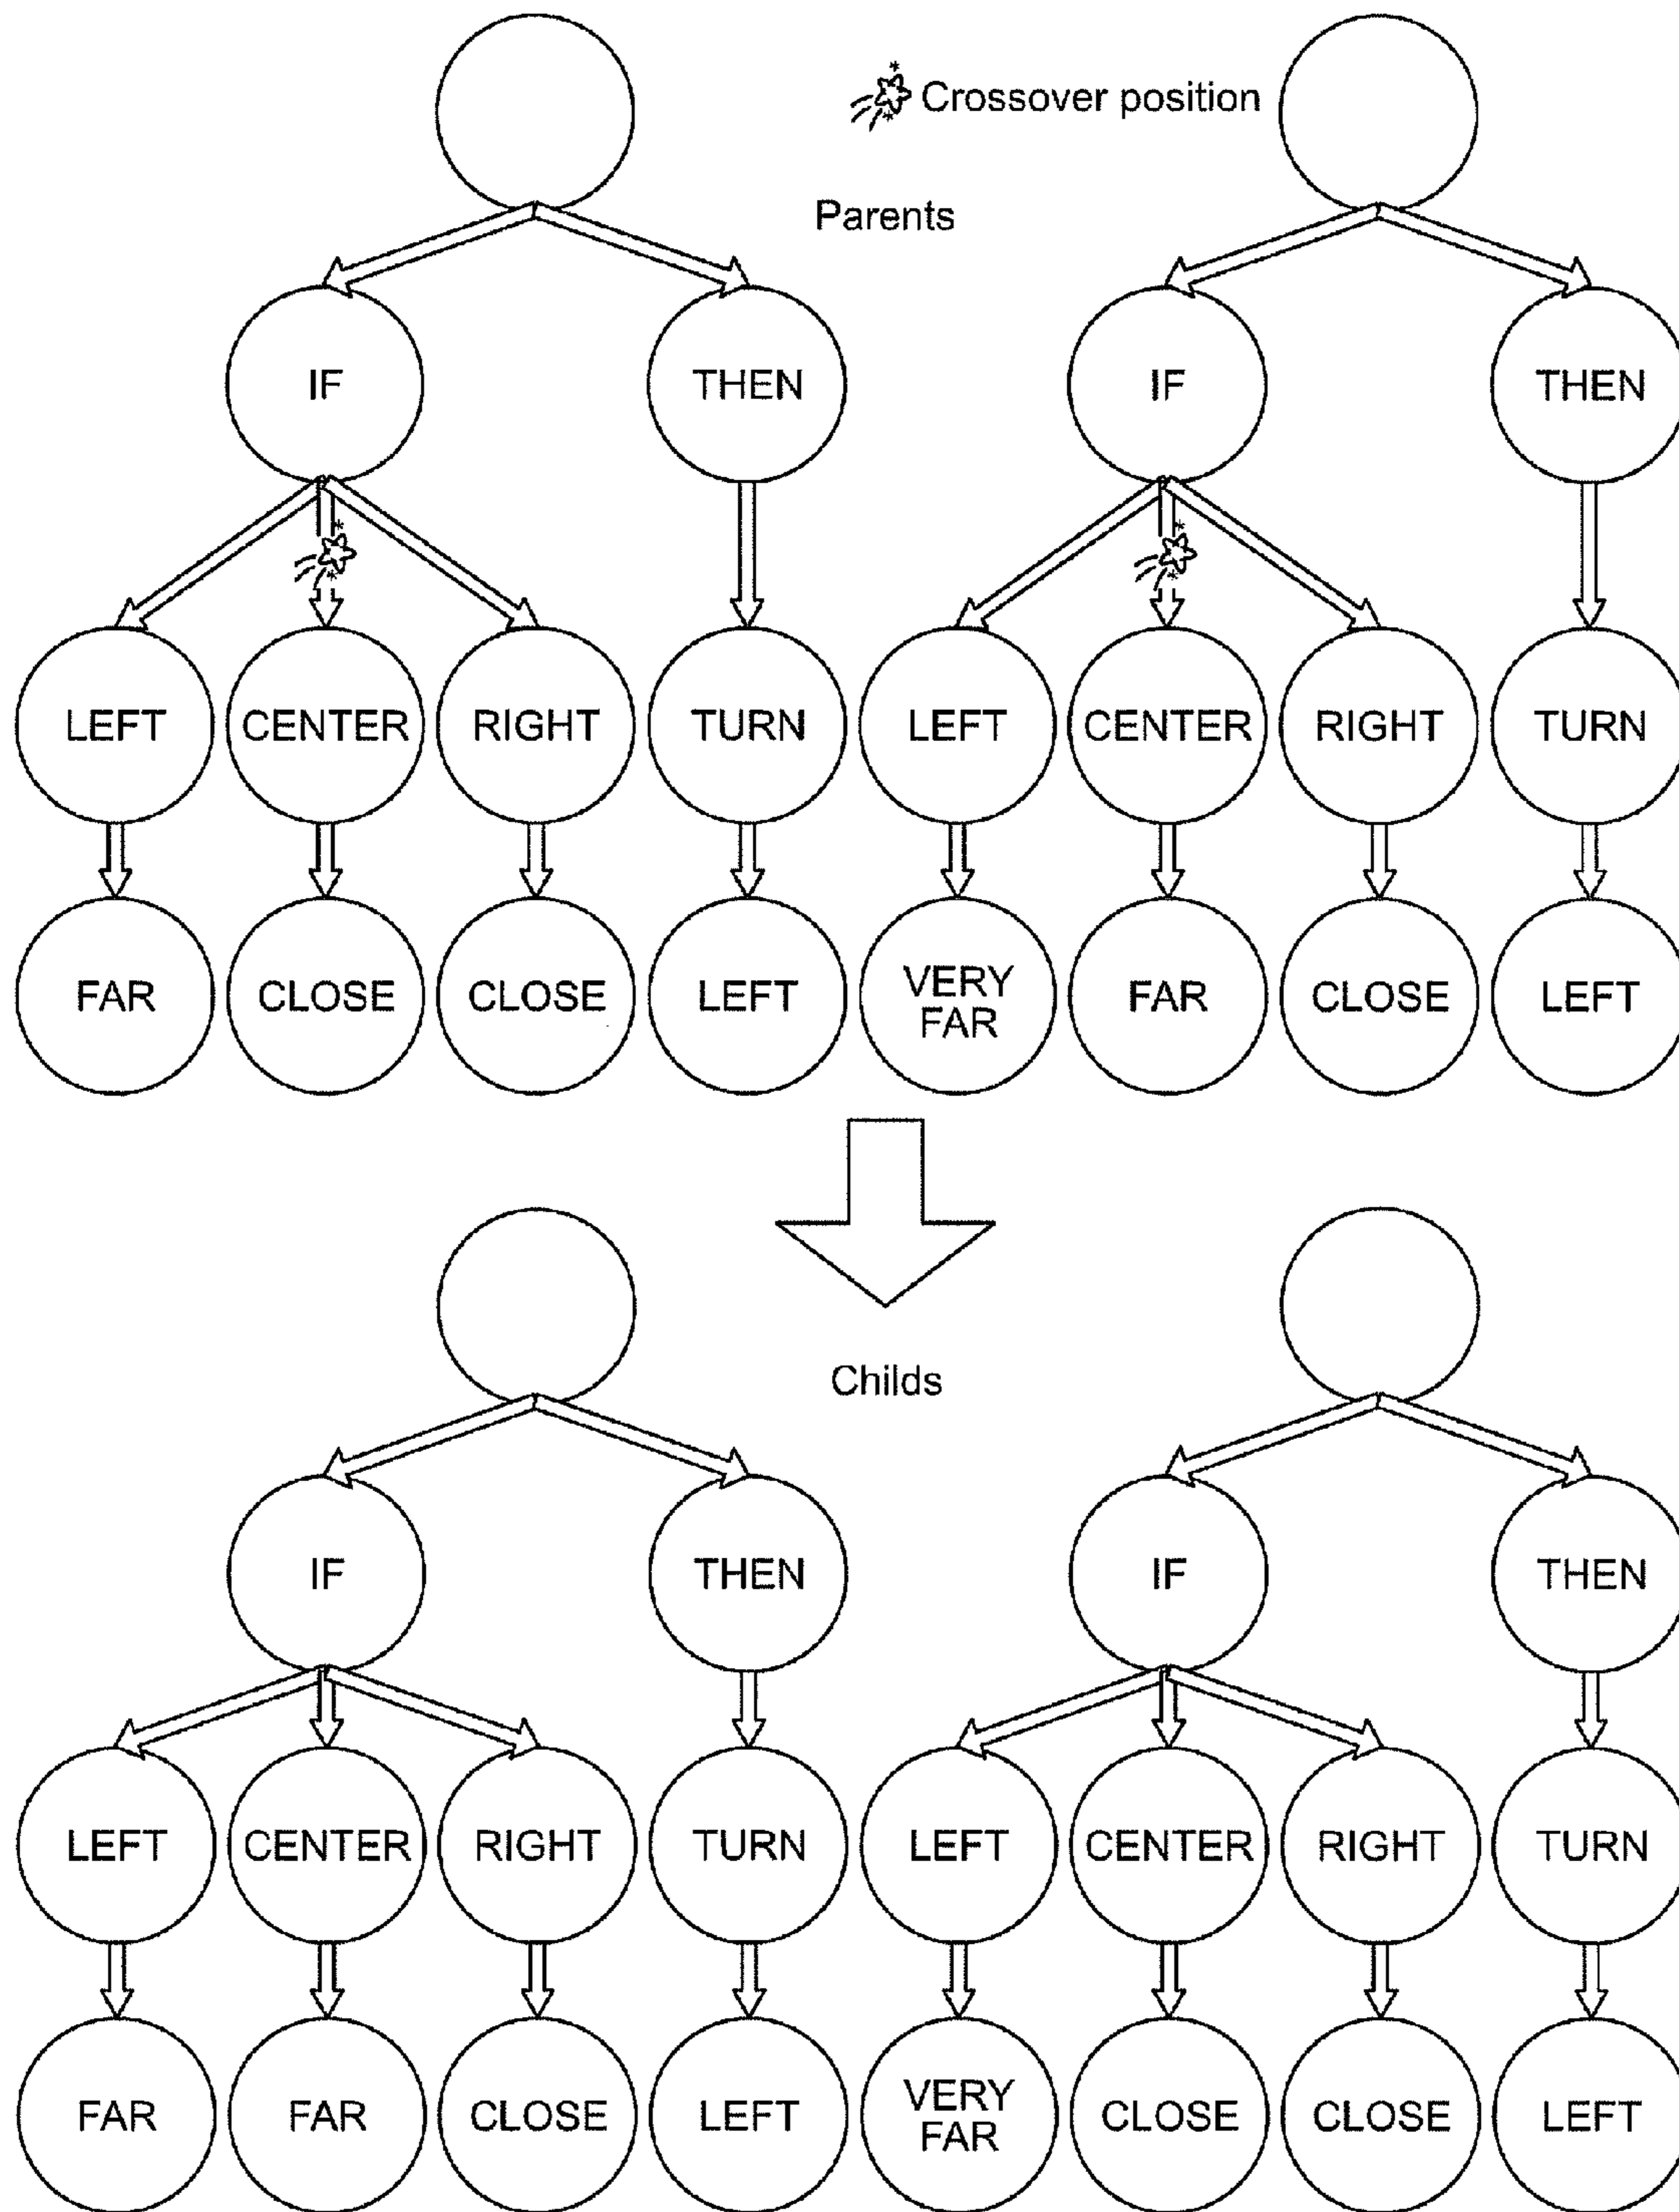 Crossover position
Parents
IF THEN IF THEN
LEFT CENTER RIGHT TURN LEFT CENTER RIGHT TURN
FAR CLOSE CLOSE LEFT VERY FAR FAR CLOSE LEFT
Childs
IF THEN IF THEN
LEFT CENTER RIGHT TURN LEFT CENTER RIGHT TURN
FAR FAR CLOSE LEFT VERY FAR CLOSE CLOSE LEFT